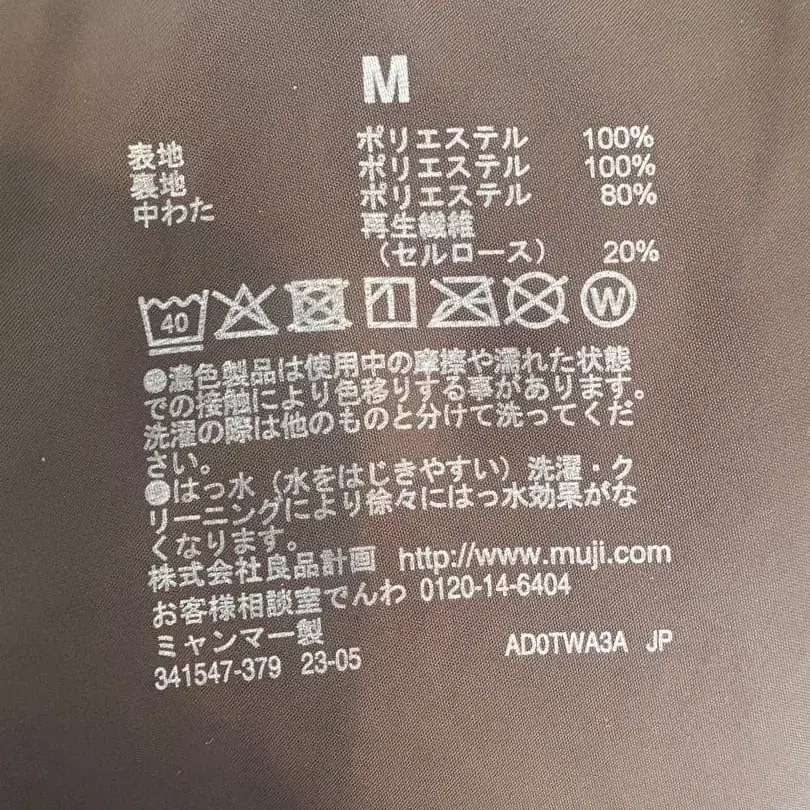 M
表地 ポリエステル 100%
裏地 ポリエステル 100%
中わた ポリエステル 80%
再生繊維
(セルロース) 20%
40 W
●濃色製品は使用中の摩擦や濡れた状態
での接触により色移りする事があります。
洗濯の際は他のものと分けて洗ってくだ
さい。
●はっ水(水をはじきやすい)洗濯・ク
リーニングにより徐々にはっ水効果がな
くなります。
株式会社良品計画 http://www.muji.com
お客様相談室でんわ 0120-14-6404
ミャンマー製
341547-379 23-05 AD0TWA3A JP